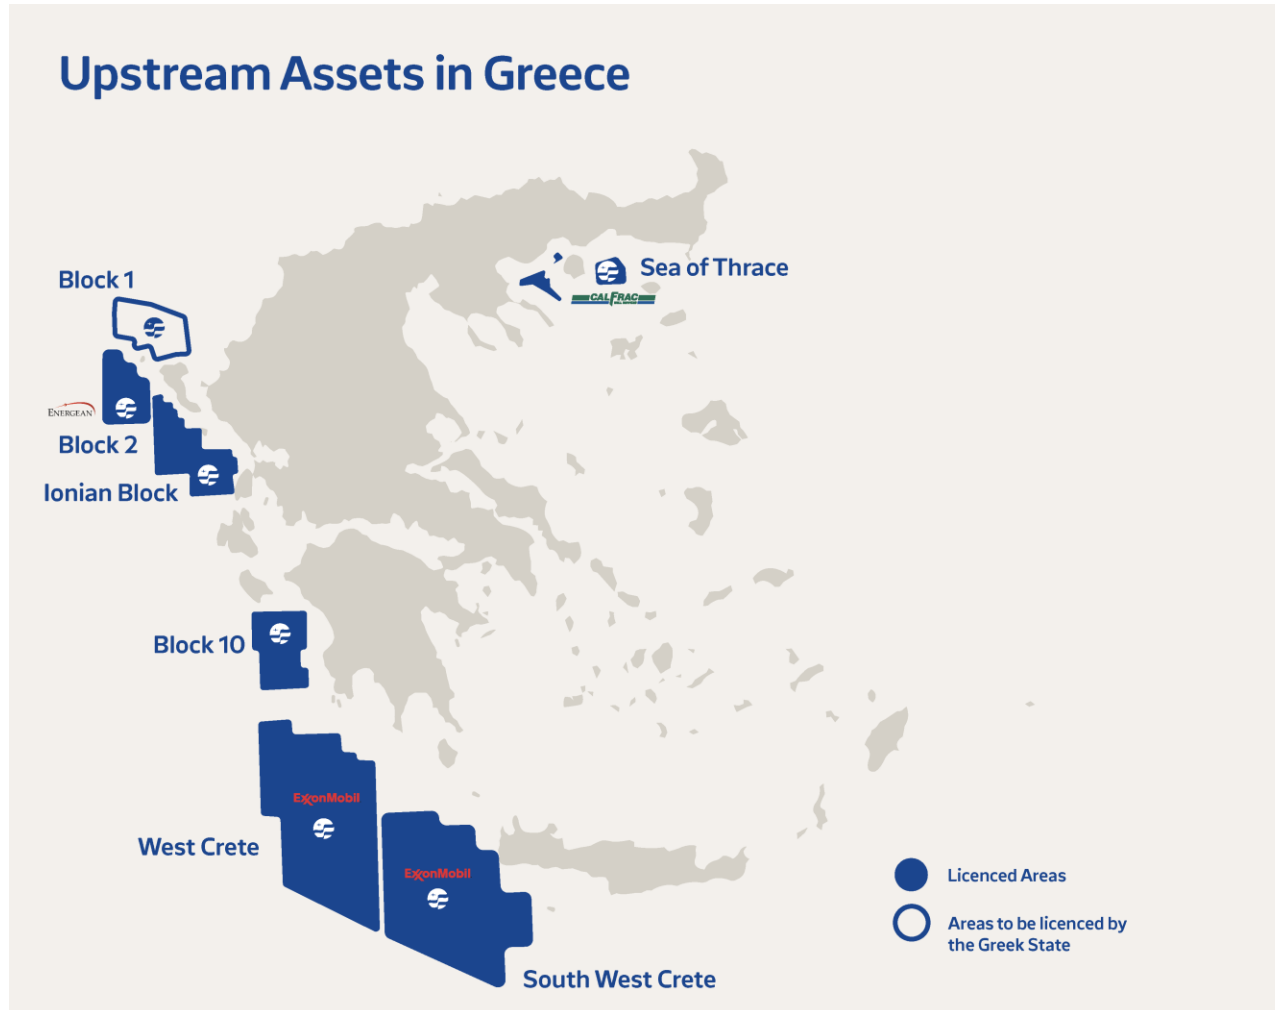 Upstream Assets in Greece
Block 1
Sea of Thrace
CALFRAC
ENERGEAN
Block 2
Ionian Block
Block 10
ExxonMobil
West Crete
ExxonMobil
Licenced Areas
Areas to be licenced by
the Greek State
South West Crete